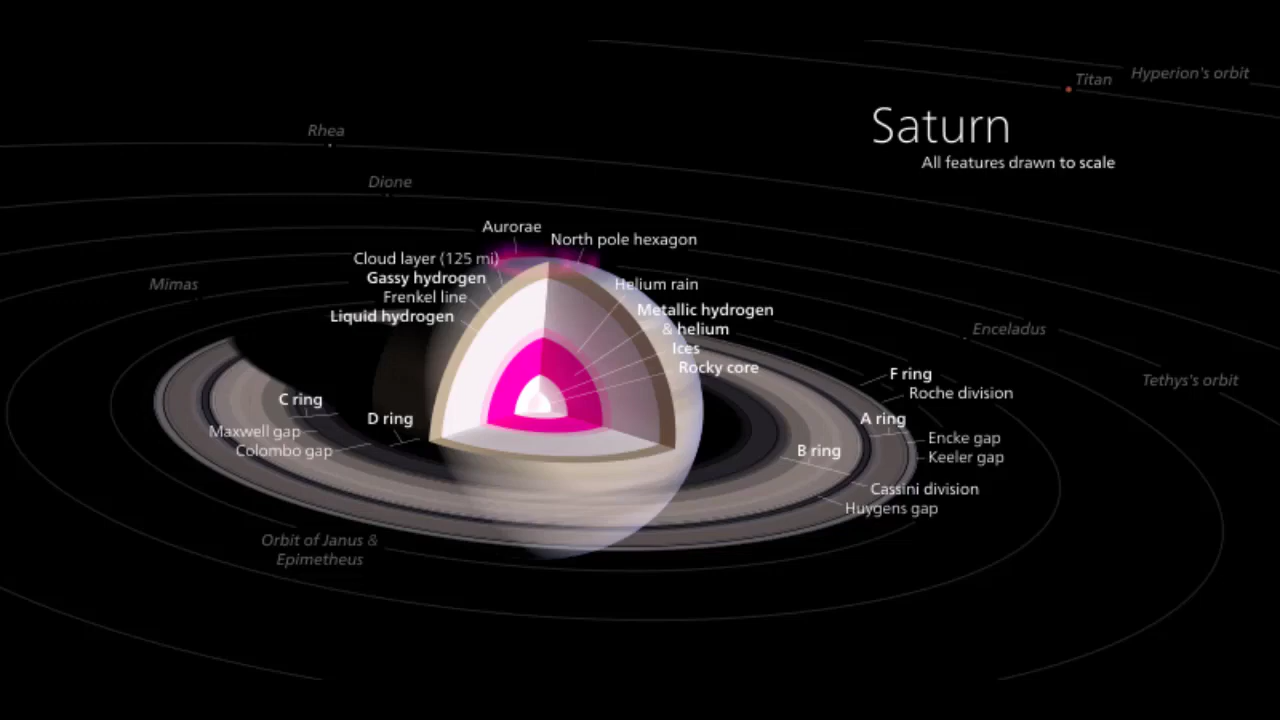 Titan
Hyperion's orbit
Saturn
All features drawn to scale
Rhea
Dione
Aurorae
North pole hexagon
Cloud layer (125 mi)
Gassy hydrogen
Frenkel line
Liquid hydrogen
Helium rain
Metallic hydrogen
& helium
Ices
Rocky core
Mimas
Enceladus
Tethys's orbit
F ring
Roche division
A ring
Encke gap
Keeler gap
B ring
Cassini division
Huygens gap
C ring
D ring
Maxwell gap
Colombo gap
Orbit of Janus &
Epimetheus